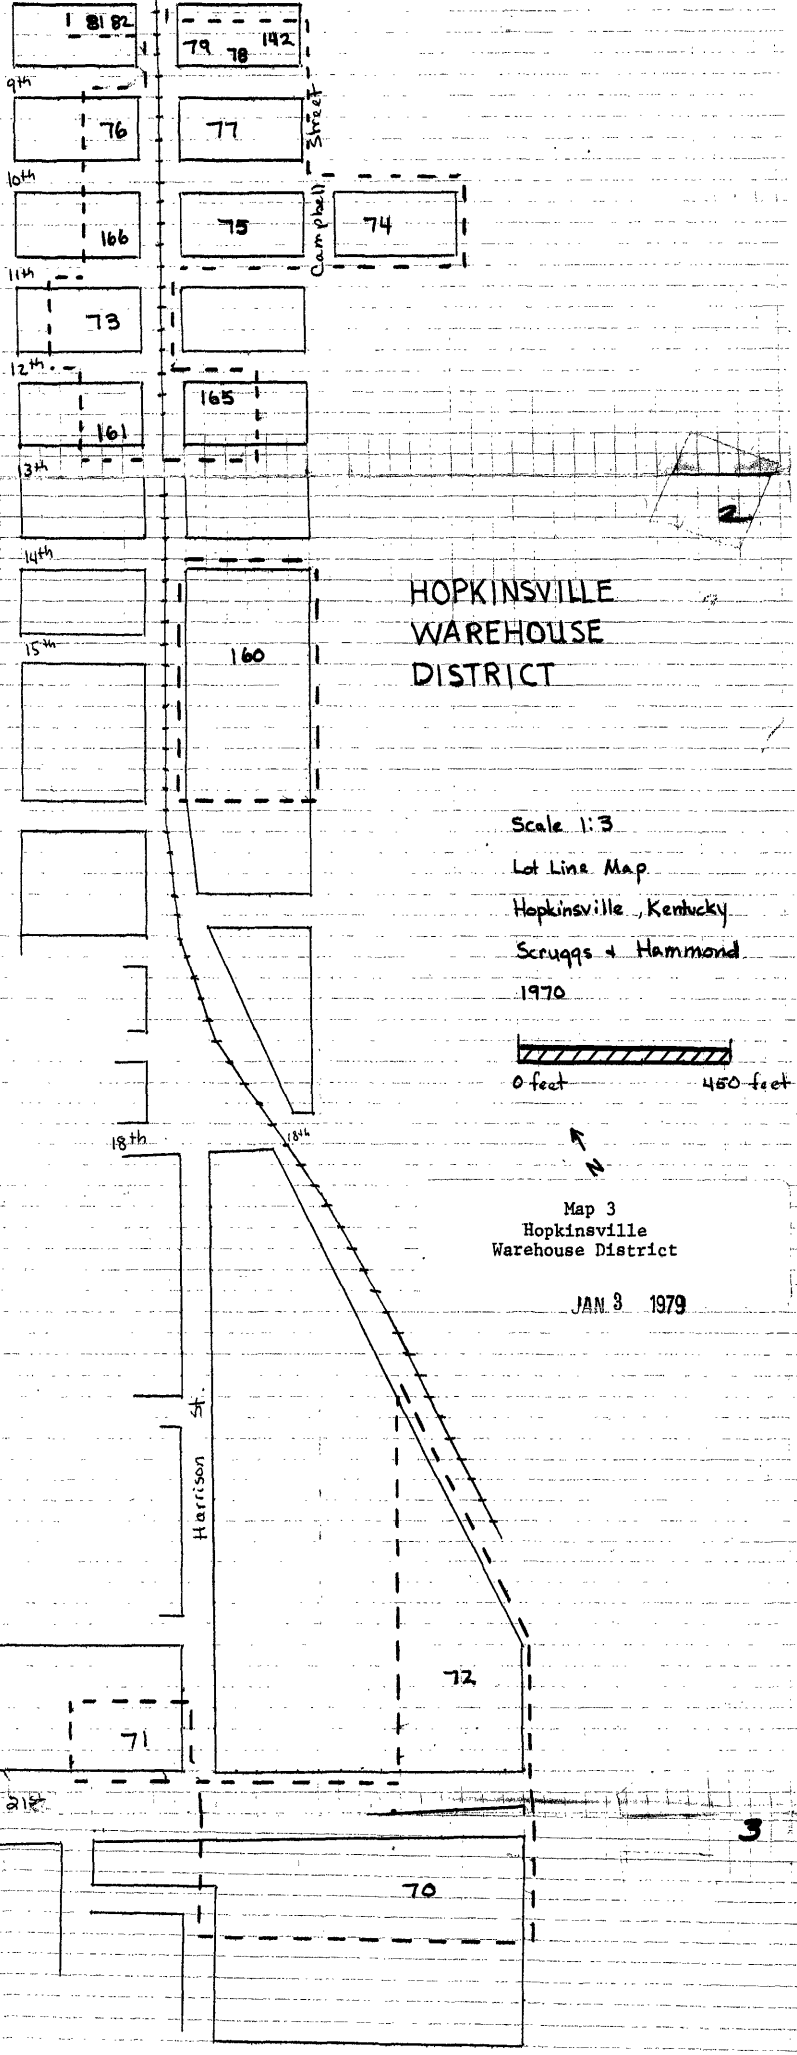 1 81 82
79 78 142
9th
76 77
Street
10th
Campbell
166 75 74
11th
73
12th
165
161
13th
2
14th
HOPKINSVILLE
WAREHOUSE
DISTRICT
15th
160
Scale 1:3
Lot Line Map
Hopkinsville, Kentucky
Scruggs & Hammond
1970
0 feet 450 feet
18th 18th
N
Map 3
Hopkinsville
Warehouse District
JAN 3 1979
Harrison St.
72
71
21st
3
70